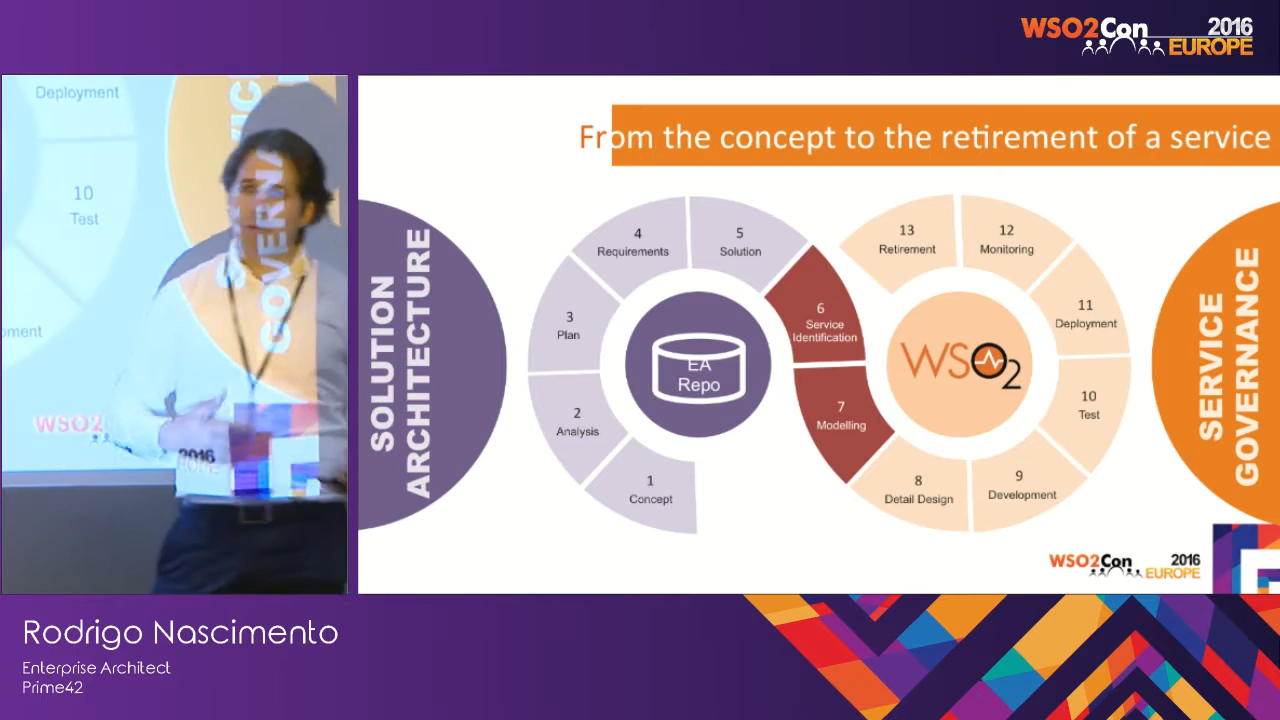 WSO2Con 2016
EUROPE
Deployment
10
Test
GOVERN
WSO2
2016
From the concept to the retirement of a service
SOLUTION
ARCHITECTURE
1
Concept
2
Analysis
3
Plan
4
Requirements
5
Solution
6
Service
Identification
7
Modelling
8
Detail Design
9
Development
10
Test
11
Deployment
12
Monitoring
13
Retirement
EA
Repo
WSO2
SERVICE
GOVERNANCE
WSO2Con 2016
EUROPE
Rodrigo Nascimento
Enterprise Architect
Prime42